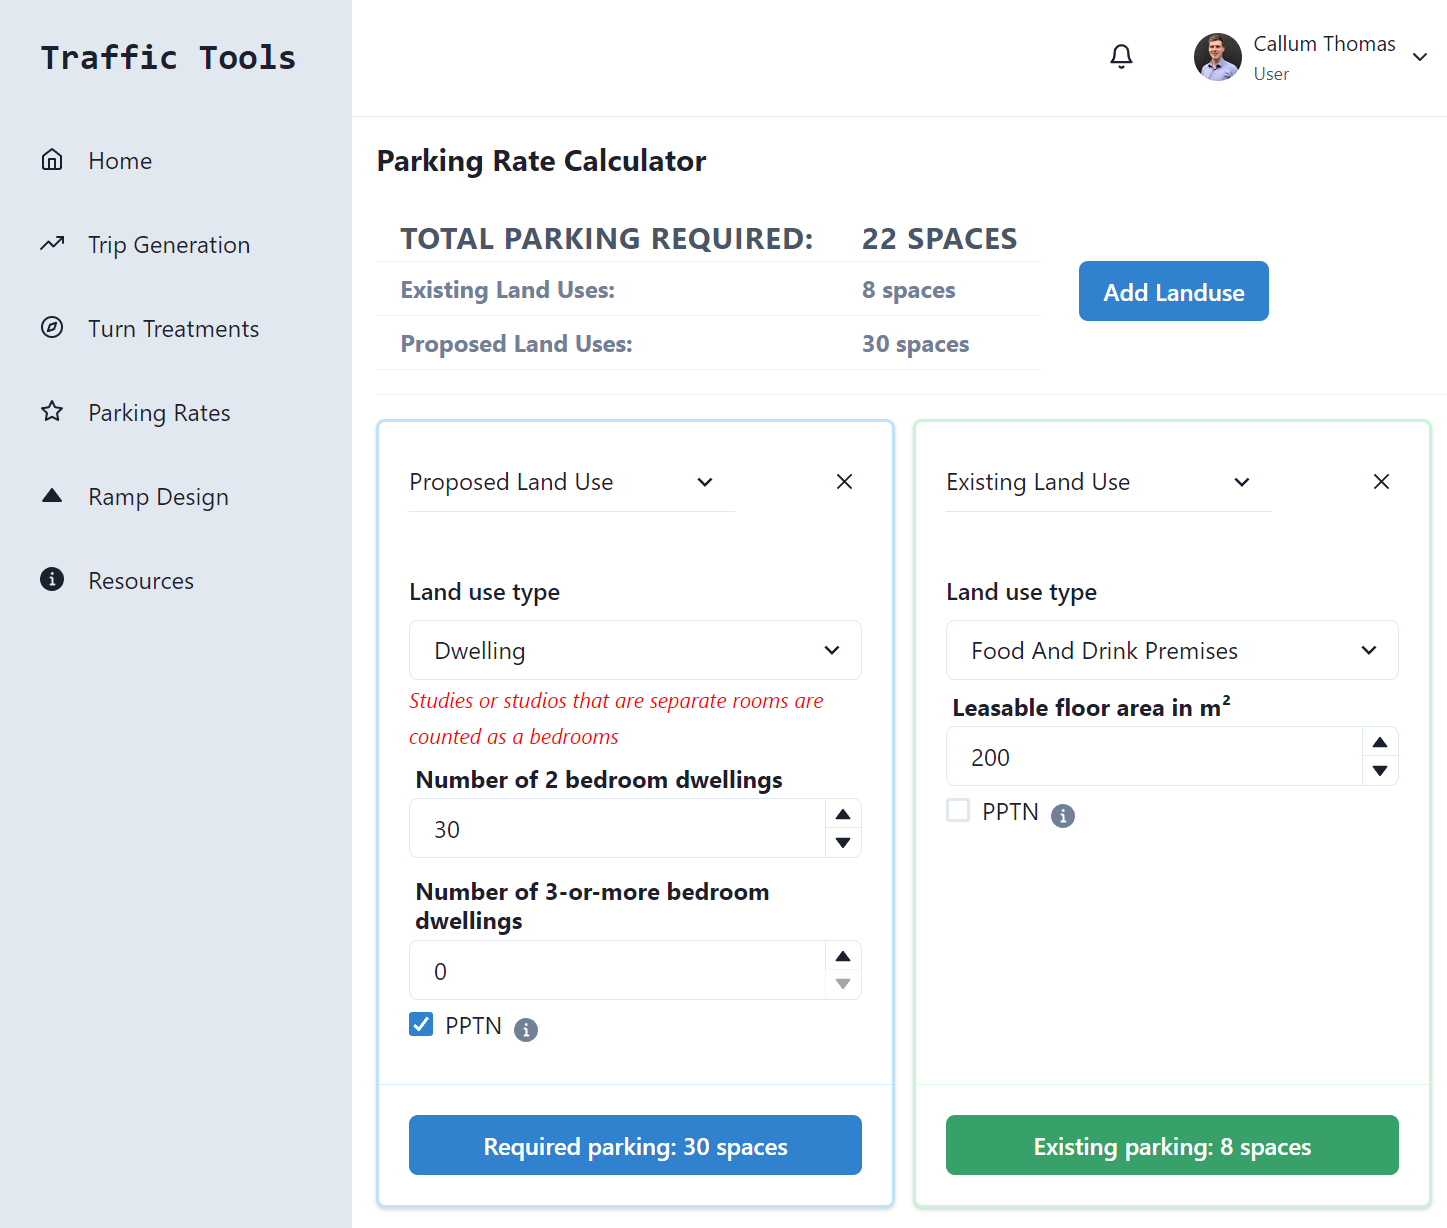 Traffic Tools
Callum Thomas
User
Home
Trip Generation
Turn Treatments
Parking Rates
Ramp Design
Resources
Parking Rate Calculator
TOTAL PARKING REQUIRED: 22 SPACES
Existing Land Uses: 8 spaces
Proposed Land Uses: 30 spaces
Add Landuse
Proposed Land Use
Land use type
Dwelling
Studies or studios that are separate rooms are
counted as a bedrooms
Number of 2 bedroom dwellings
30
Number of 3-or-more bedroom
dwellings
0
PPTN
Required parking: 30 spaces
Existing Land Use
Land use type
Food And Drink Premises
Leasable floor area in m²
200
PPTN
Existing parking: 8 spaces